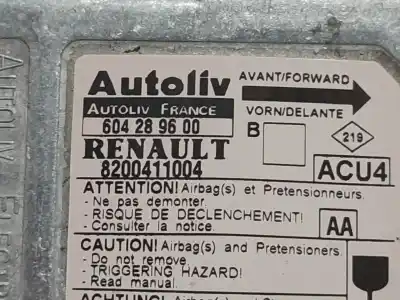 Autoliv
AVANT/FORWARD
AUTOLIV FRANCE
VORN/DELANTE
604 28 96 00
B
219
RENAULT
8200411004
ACU4
ATTENTION! Airbag(s) et Pretensionneurs.
- Ne pas demonter.
- RISQUE DE DECLENCHEMENT!
- Consulter la notice.
AA
CAUTION! Airbag(s) and Pretensioners.
- Do not remove.
- TRIGGERING HAZARD!
- Read manual.
AUTOLIV